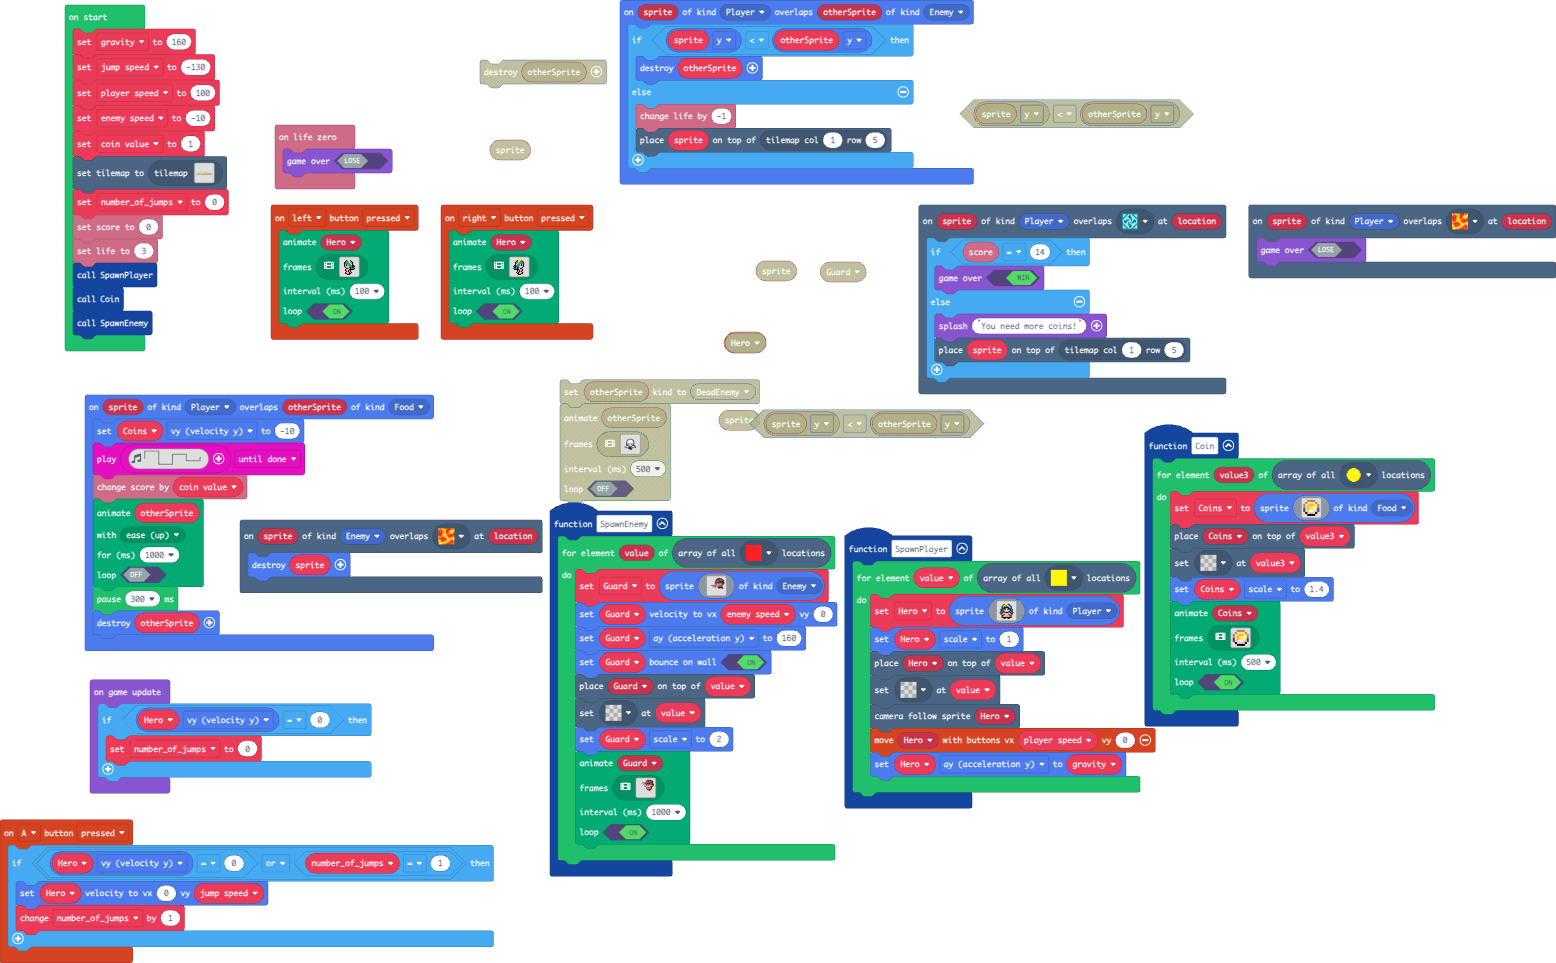 on start
set gravity to 160
set jump speed to -130
set player speed to 100
set enemy speed to -10
set coin value to 1
set tilemap to tilemap
set number_of_jumps to 0
set score to 0
set life to 3
call SpawnPlayer
call Coin
call SpawnEnemy
on life zero
game over LOSE
destroy otherSprite
sprite
on sprite of kind Player overlaps otherSprite of kind Enemy
if sprite y < otherSprite y then
destroy otherSprite
else
change life by -1
place sprite on top of tilemap col 1 row 5
sprite y < otherSprite y
on left button pressed
animate Hero
frames
interval (ms) 100
loop ON
on right button pressed
animate Hero
frames
interval (ms) 100
loop ON
sprite
Guard
Hero
on sprite of kind Player overlaps at location
if score = 14 then
game over WIN
else
splash "You need more coins!"
place sprite on top of tilemap col 1 row 5
on sprite of kind Player overlaps at location
game over LOSE
on sprite of kind Player overlaps otherSprite of kind Food
set Coins vy (velocity y) to -10
play until done
change score by coin value
animate otherSprite
with ease (up)
for (ms) 1000
loop OFF
pause 300 ms
destroy otherSprite
on sprite of kind Enemy overlaps at location
destroy sprite
set otherSprite kind to DeadEnemy
animate otherSprite
frames
interval (ms) 500
loop OFF
sprite
sprite y < otherSprite y
function SpawnEnemy
for element value of array of all locations
do
set Guard to sprite of kind Enemy
set Guard velocity to vx enemy speed vy 0
set Guard ay (acceleration y) to 160
set Guard bounce on wall ON
place Guard on top of value
set at value
set Guard scale to 2
animate Guard
frames
interval (ms) 1000
loop ON
function SpawnPlayer
for element value of array of all locations
do
set Hero to sprite of kind Player
set Hero scale to 1
place Hero on top of value
set at value
camera follow sprite Hero
move Hero with buttons vx player speed vy 0
set Hero ay (acceleration y) to gravity
function Coin
for element value3 of array of all locations
do
set Coins to sprite of kind Food
place Coins on top of value3
set at value3
set Coins scale to 1.4
animate Coins
frames
interval (ms) 500
loop ON
on game update
if Hero vy (velocity y) = 0 then
set number_of_jumps to 0
on A button pressed
if Hero vy (velocity y) = 0 or number_of_jumps = 1 then
set Hero velocity to vx 0 vy jump speed
change number_of_jumps by 1